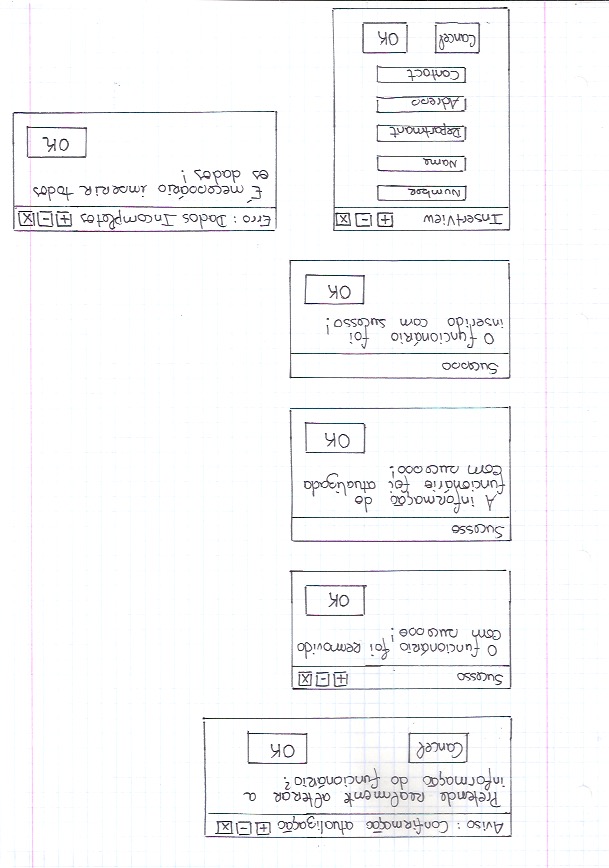 Aviso : Confirmação atualização + - X
Pretende realment alterar a
informação do funcionário?
Cancel OK
Sucesso + - X
O funcionário foi removido
com sucesso!
OK
Sucesso
A informação do
funcionário foi atualizada
com sucesso!
OK
Sucesso
O funcionário foi
inserido com sucesso!
OK
InsertView + - X
Number
Name
Departmant
Adress
Contact
Cancel OK
Erro : Dados Incompletos + - X
É necessário inserir todos
os dados!
OK